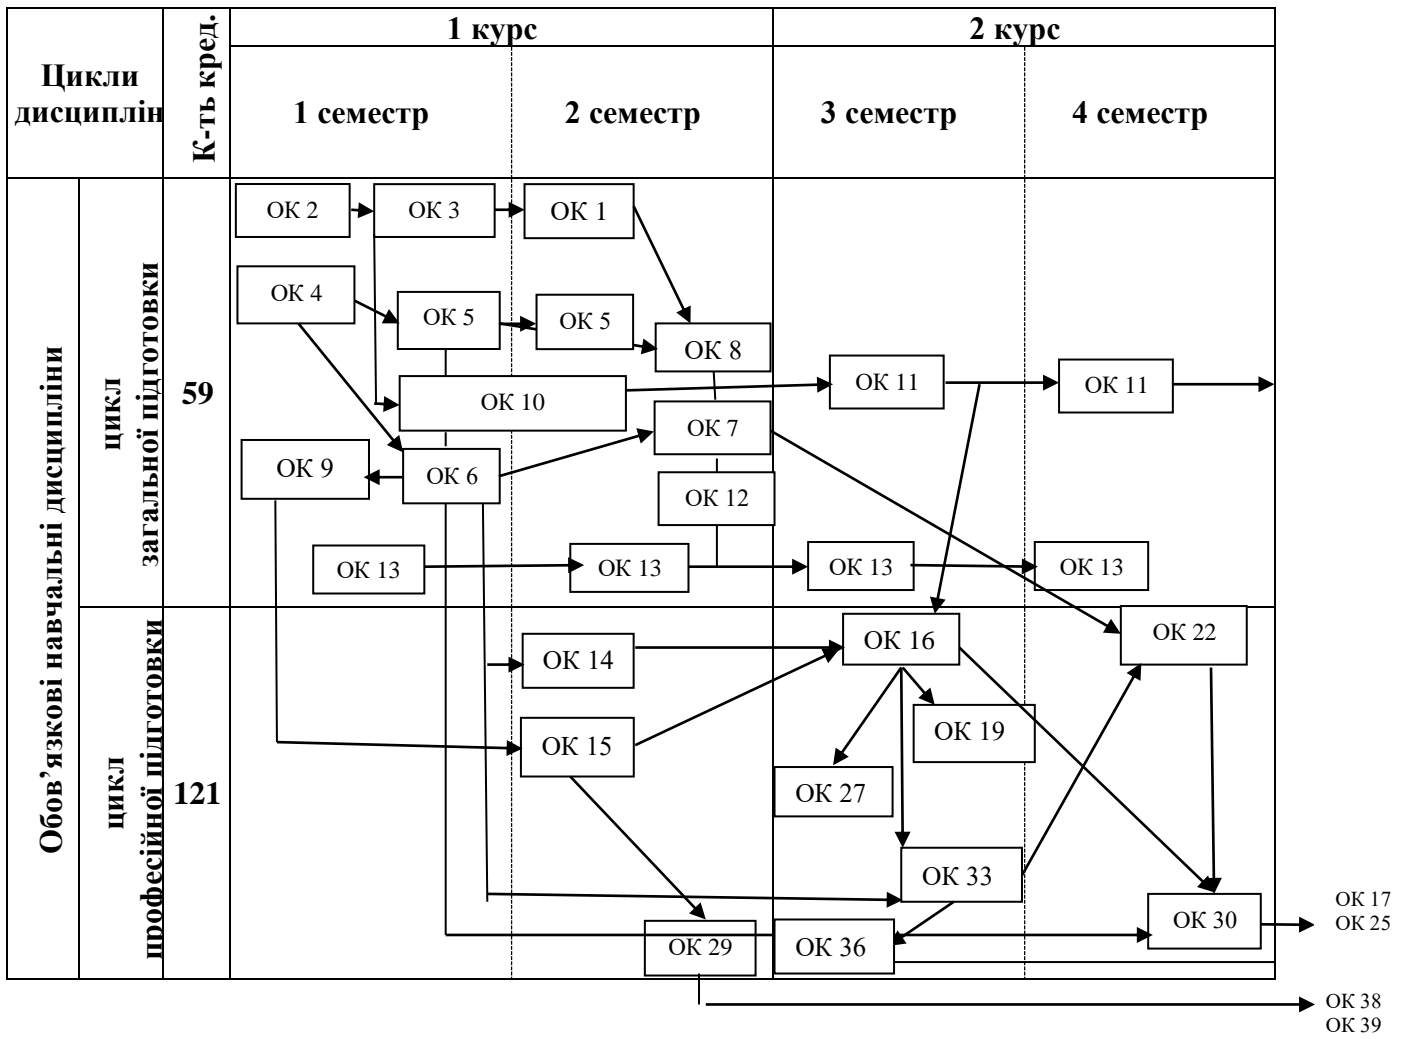 Цикли
дисциплін
К-ть кред.
1 курс
2 курс
1 семестр
2 семестр
3 семестр
4 семестр
Обов’язкові навчальні дисципліни
цикл
загальної підготовки
59
ОК 2
ОК 3
ОК 1
ОК 4
ОК 5
ОК 5
ОК 8
ОК 10
ОК 11
ОК 11
ОК 7
ОК 9
ОК 6
ОК 12
ОК 13
ОК 13
ОК 13
ОК 13
цикл
професійної підготовки
121
ОК 14
ОК 16
ОК 22
ОК 15
ОК 19
ОК 27
ОК 33
ОК 29
ОК 36
ОК 30
ОК 17
ОК 25
ОК 38
ОК 39